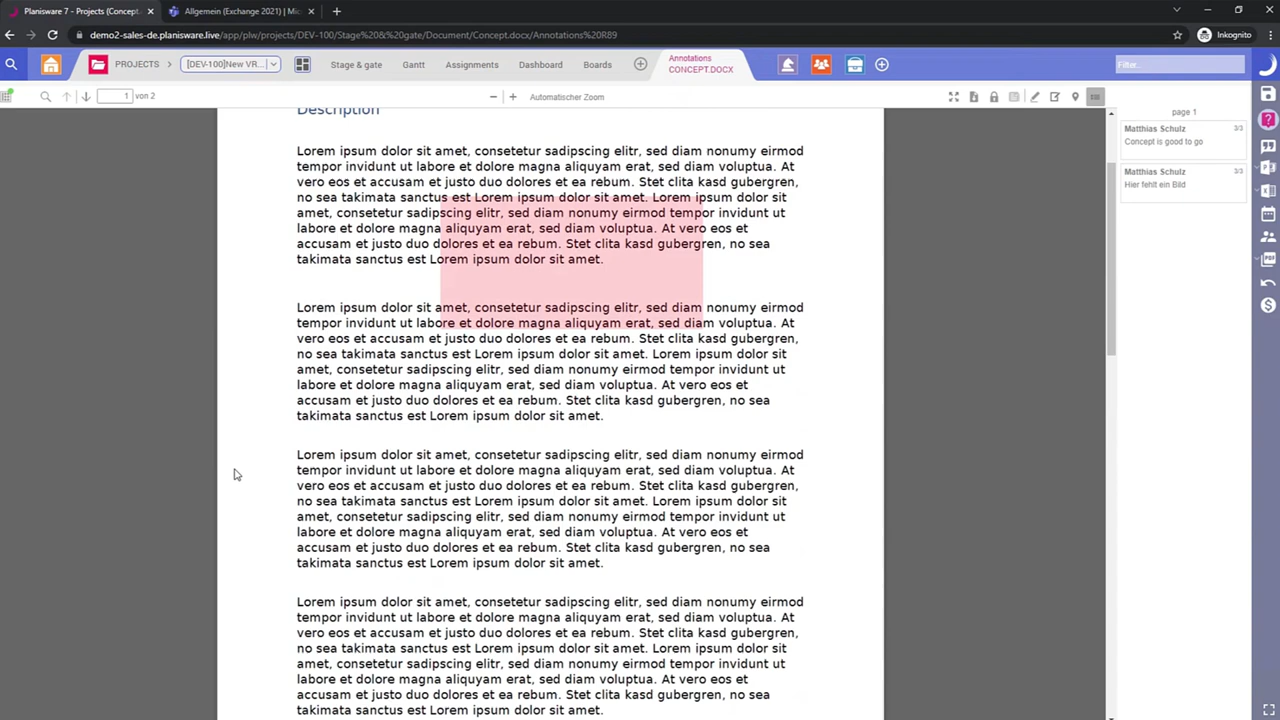 Planisware 7 - Projects (Concept.
Allgemein (Exchange 2021) | Mic
demo2-sales-de.planisware.live/app/plw/projects/DEV-100/Stage%20&%20gate/Document/Concept.docx/Annotations%20R89
Inkognito
PROJECTS
[DEV-100]New VR...
Stage & gate
Gantt
Assignments
Dashboard
Boards
Annotations
CONCEPT.DOCX
Filter..
1 von 2
Automatischer Zoom
Description
Lorem ipsum dolor sit amet, consetetur sadipscing elitr, sed diam nonumy eirmod
tempor invidunt ut labore et dolore magna aliquyam erat, sed diam voluptua. At
vero eos et accusam et justo duo dolores et ea rebum. Stet clita kasd gubergren,
no sea takimata sanctus est Lorem ipsum dolor sit amet. Lorem ipsum dolor sit
amet, consetetur sadipscing elitr, sed diam nonumy eirmod tempor invidunt ut
labore et dolore magna aliquyam erat, sed diam voluptua. At vero eos et
accusam et justo duo dolores et ea rebum. Stet clita kasd gubergren, no sea
takimata sanctus est Lorem ipsum dolor sit amet.
Lorem ipsum dolor sit amet, consetetur sadipscing elitr, sed diam nonumy eirmod
tempor invidunt ut labore et dolore magna aliquyam erat, sed diam voluptua. At
vero eos et accusam et justo duo dolores et ea rebum. Stet clita kasd gubergren,
no sea takimata sanctus est Lorem ipsum dolor sit amet. Lorem ipsum dolor sit
amet, consetetur sadipscing elitr, sed diam nonumy eirmod tempor invidunt ut
labore et dolore magna aliquyam erat, sed diam voluptua. At vero eos et
accusam et justo duo dolores et ea rebum. Stet clita kasd gubergren, no sea
takimata sanctus est Lorem ipsum dolor sit amet.
Lorem ipsum dolor sit amet, consetetur sadipscing elitr, sed diam nonumy eirmod
tempor invidunt ut labore et dolore magna aliquyam erat, sed diam voluptua. At
vero eos et accusam et justo duo dolores et ea rebum. Stet clita kasd gubergren,
no sea takimata sanctus est Lorem ipsum dolor sit amet. Lorem ipsum dolor sit
amet, consetetur sadipscing elitr, sed diam nonumy eirmod tempor invidunt ut
labore et dolore magna aliquyam erat, sed diam voluptua. At vero eos et
accusam et justo duo dolores et ea rebum. Stet clita kasd gubergren, no sea
takimata sanctus est Lorem ipsum dolor sit amet.
Lorem ipsum dolor sit amet, consetetur sadipscing elitr, sed diam nonumy eirmod
tempor invidunt ut labore et dolore magna aliquyam erat, sed diam voluptua. At
vero eos et accusam et justo duo dolores et ea rebum. Stet clita kasd gubergren,
no sea takimata sanctus est Lorem ipsum dolor sit amet. Lorem ipsum dolor sit
amet, consetetur sadipscing elitr, sed diam nonumy eirmod tempor invidunt ut
labore et dolore magna aliquyam erat, sed diam voluptua. At vero eos et
accusam et justo duo dolores et ea rebum. Stet clita kasd gubergren, no sea
takimata sanctus est Lorem ipsum dolor sit amet.
page 1
Matthias Schulz 3/3
Concept is good to go
Matthias Schulz 3/3
Hier fehlt ein Bild